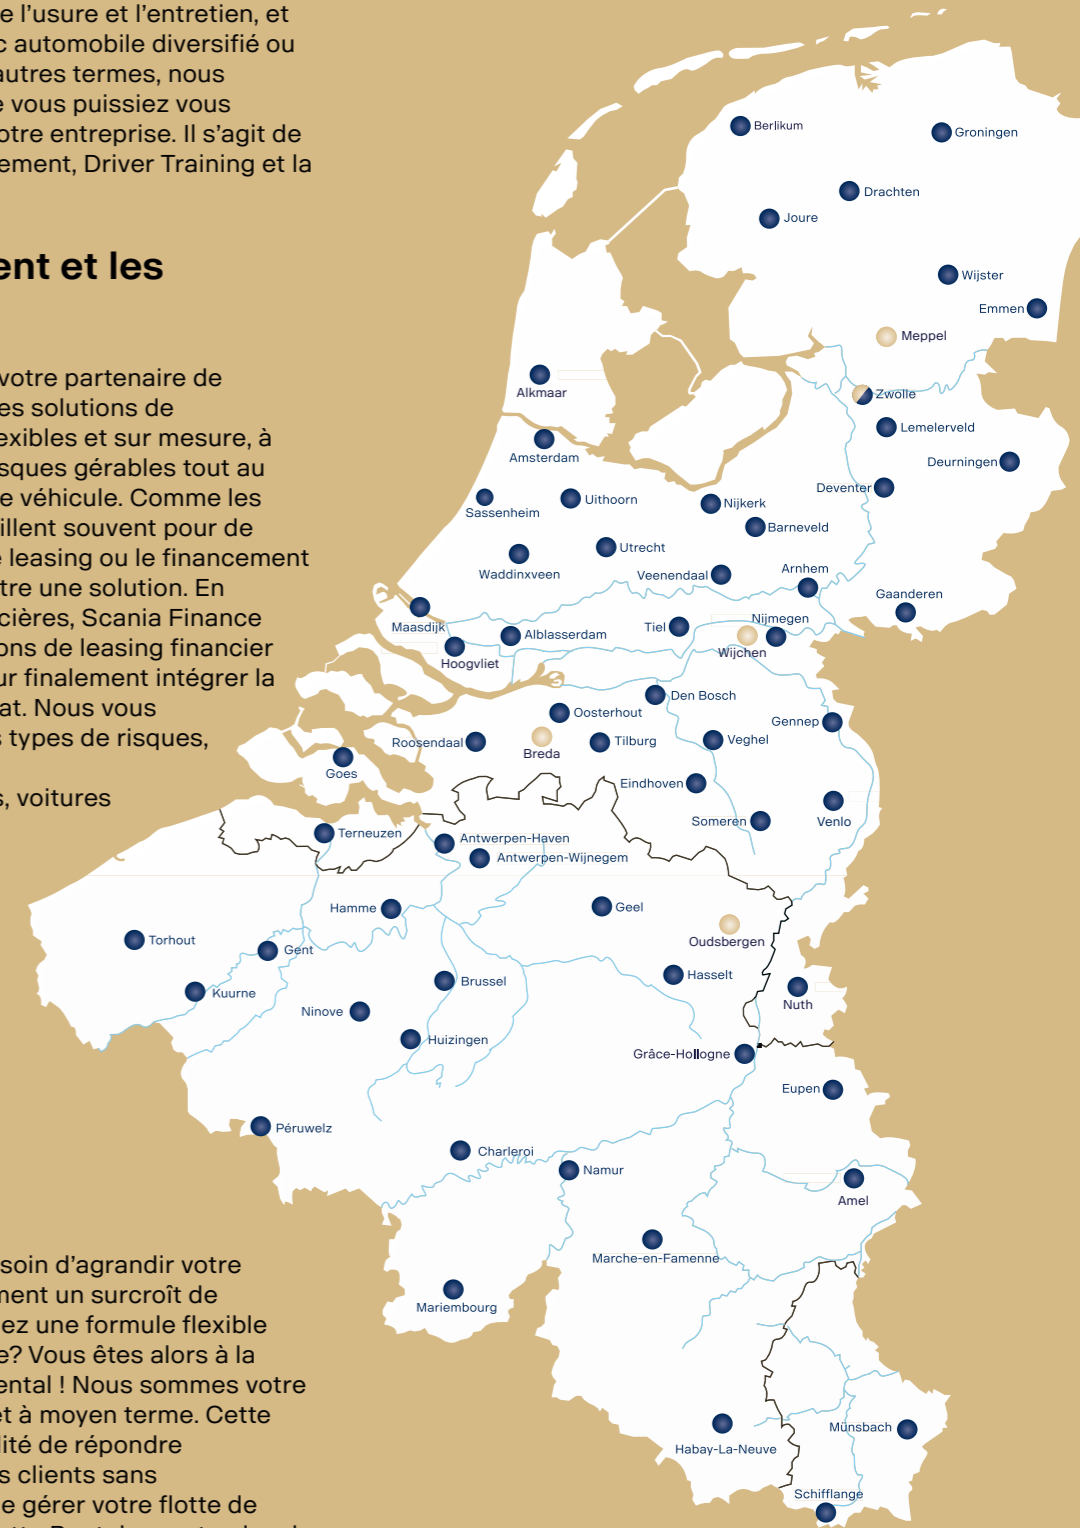 e l’usure et l’entretien, et
c automobile diversifié ou
autres termes, nous
e vous puissiez vous
otre entreprise. Il s’agit de
ement, Driver Training et la
ent et les
votre partenaire de
es solutions de
exibles et sur mesure, à
sques gérables tout au
e véhicule. Comme les
illent souvent pour de
e leasing ou le financement
tre une solution. En
cières, Scania Finance
ons de leasing financier
ur finalement intégrer la
at. Nous vous
s types de risques,
s, voitures
soin d’agrandir votre
ment un surcroît de
ez une formule flexible
e? Vous êtes alors à la
ental ! Nous sommes votre
et à moyen terme. Cette
lité de répondre
s clients sans
e gérer votre flotte de
Berlikum
Groningen
Drachten
Joure
Wijster
Emmen
Meppel
Alkmaar
Zwolle
Lemelerveld
Amsterdam
Deurningen
Deventer
Sassenheim
Uithoorn
Nijkerk
Barneveld
Utrecht
Waddinxveen
Veenendaal
Arnhem
Gaanderen
Maasdijk
Alblasserdam
Tiel
Nijmegen
Wijchen
Hoogvliet
Den Bosch
Oosterhout
Gennep
Roosendaal
Breda
Tilburg
Veghel
Goes
Eindhoven
Someren
Venlo
Terneuzen
Antwerpen-Haven
Antwerpen-Wijnegem
Hamme
Geel
Torhout
Gent
Oudsbergen
Kuurne
Brussel
Hasselt
Ninove
Nuth
Huizingen
Grâce-Hollogne
Eupen
Péruwelz
Charleroi
Namur
Amel
Marche-en-Famenne
Mariembourg
Münsbach
Habay-La-Neuve
Schifflange